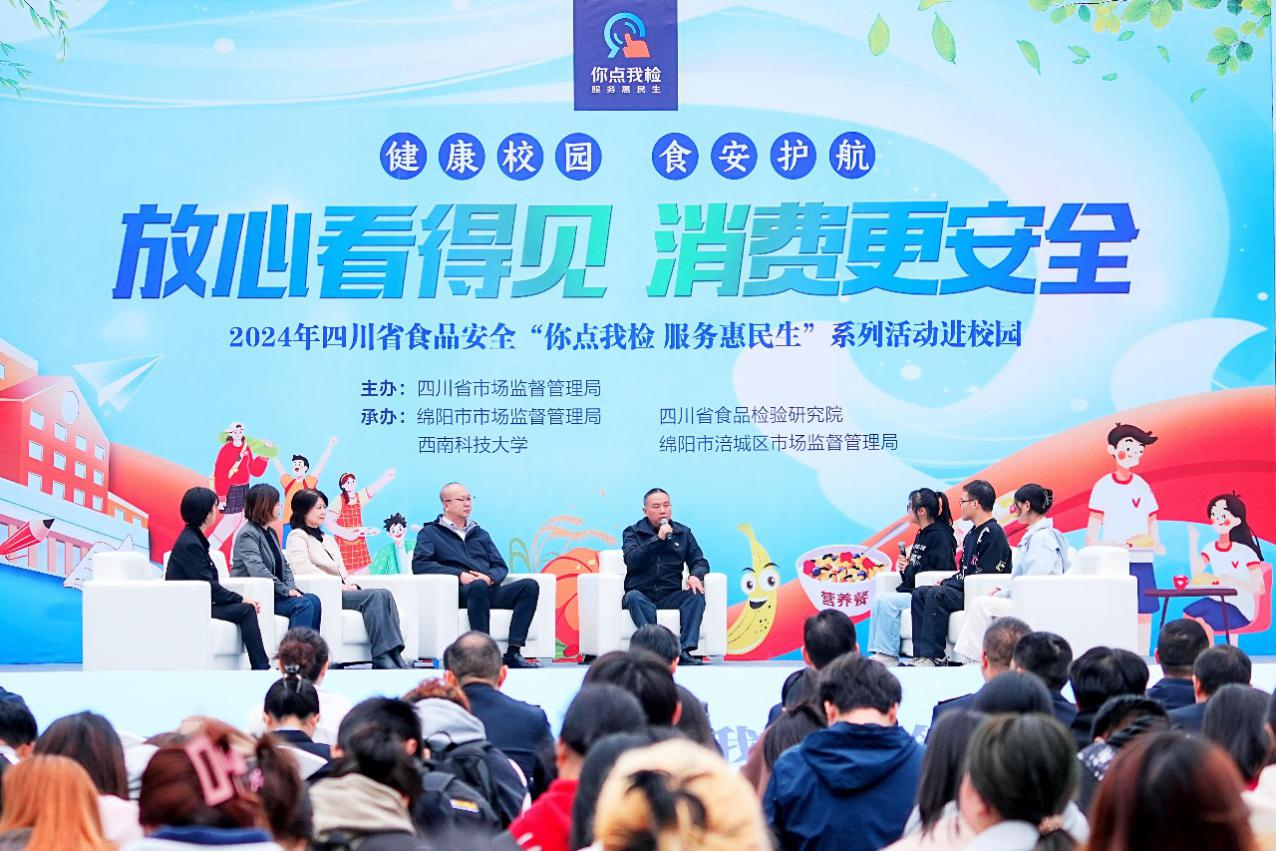 你点我检
服务惠民生
健康校园 食安护航
放心看得见 消费更安全
2024年四川省食品安全“你点我检 服务惠民生”系列活动进校园
主办：四川省市场监督管理局
承办：绵阳市市场监督管理局 四川省食品检验研究院
西南科技大学 绵阳市涪城区市场监督管理局
营养餐
V
V
我